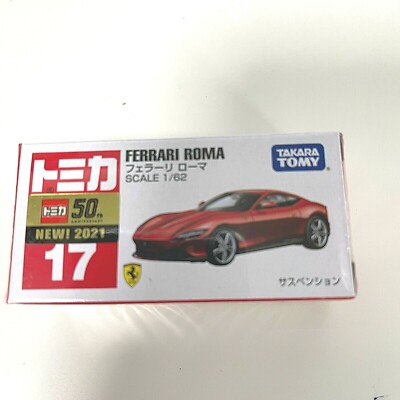 トミカ
トミカ 50th
ANNIVERSARY
NEW! 2021
17
FERRARI ROMA
フェラーリ ローマ
SCALE 1/62
TAKARA
TOMY
サスペンション